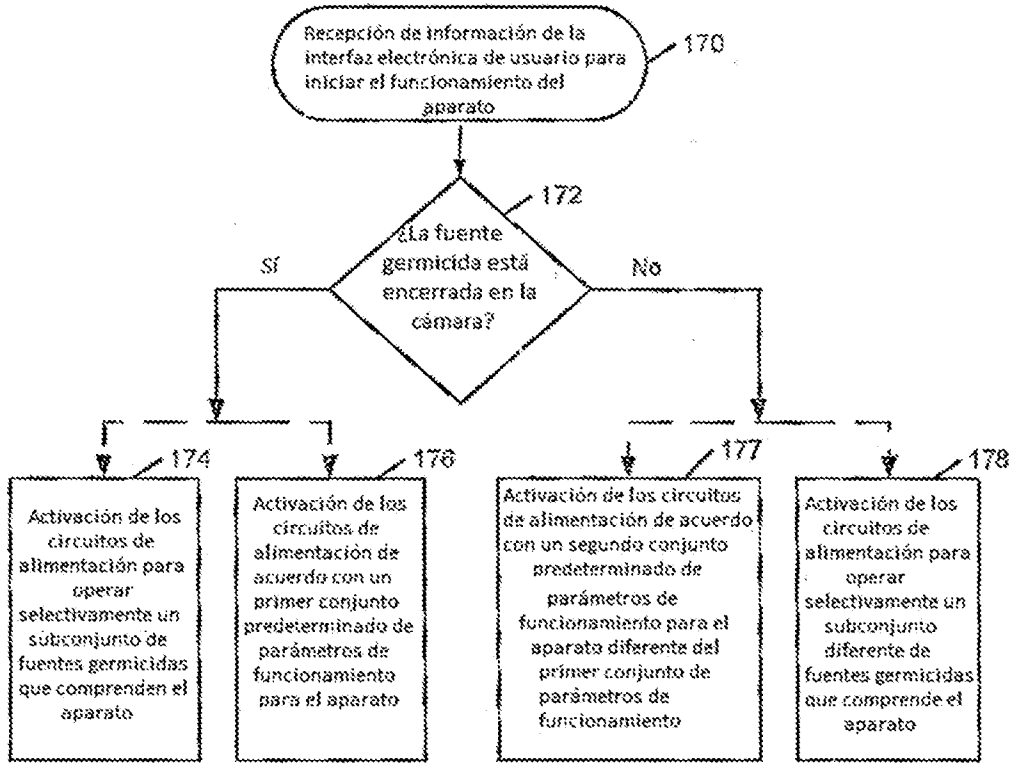 Recepción de información de la
interfaz electrónica de usuario para
iniciar el funcionamiento del
aparato
170
172
¿La fuente
germicida está
encerrada en la
cámara?
Sí
No
174
Activación de los
circuitos de
alimentación para
operar
selectivamente un
subconjunto de
fuentes germicidas
que comprenden el
aparato
176
Activación de los
circuitos de
alimentación de
acuerdo con un
primer conjunto
predeterminado de
parámetros de
funcionamiento
para el aparato
177
Activación de los circuitos
de alimentación de acuerdo
con un segundo conjunto
predeterminado de
parámetros de
funcionamiento para el
aparato diferente del
primer conjunto de
parámetros de
funcionamiento
178
Activación de los
circuitos de
alimentación para
operar
selectivamente un
subconjunto
diferente de
fuentes germicidas
que comprende el
aparato